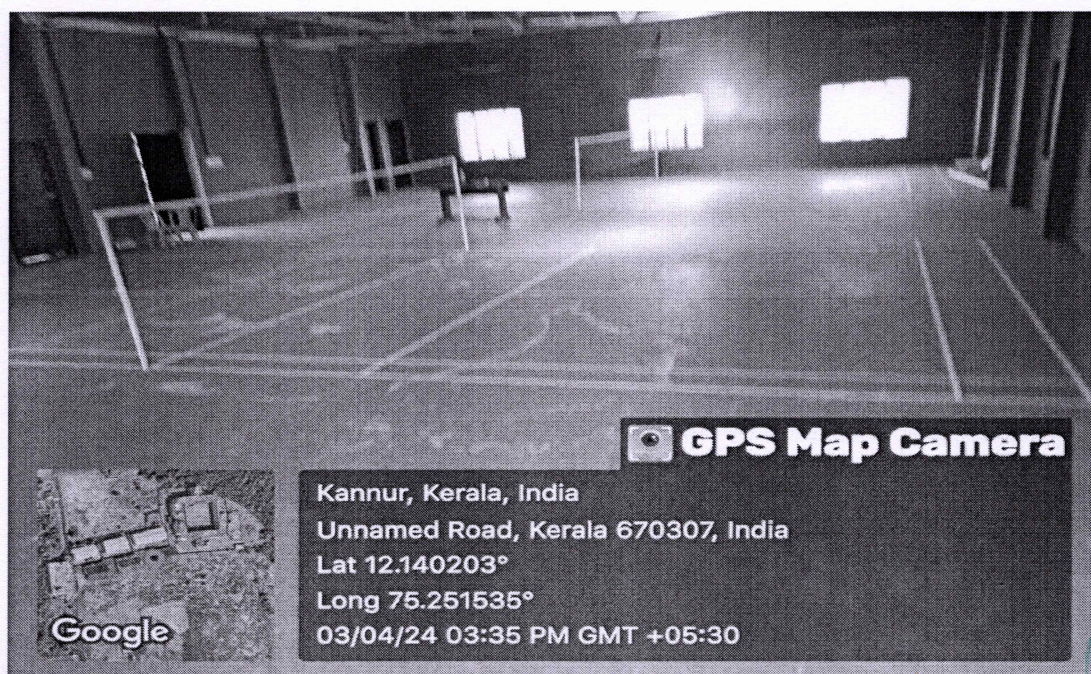 GPS Map Camera
Kannur, Kerala, India
Unnamed Road, Kerala 670307, India
Lat 12.140203°
Long 75.251535°
03/04/24 03:35 PM GMT +05:30
Google